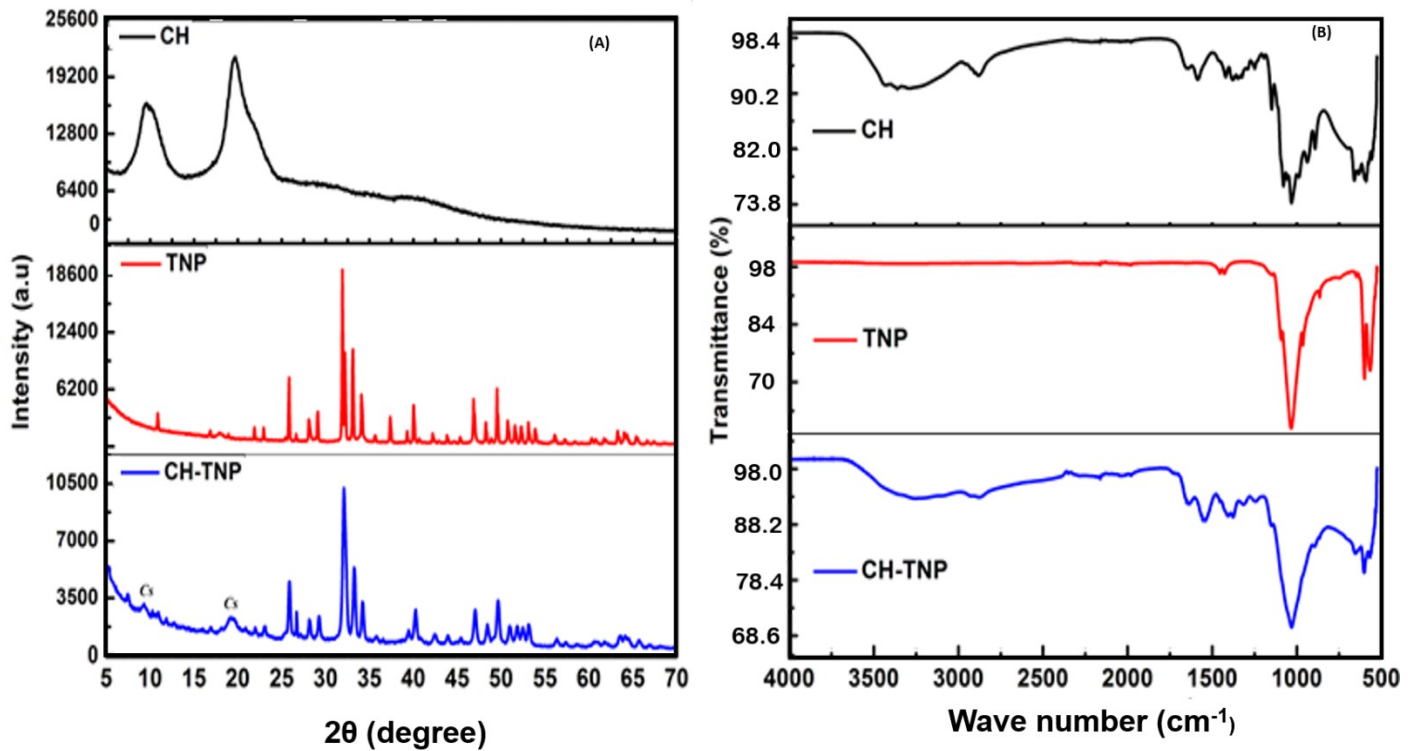 (A)
CH
25600
19200
12800
6400
0
TNP
18600
12400
6200
CH-TNP
Cs
Cs
10500
7000
3500
0
5 10 15 20 25 30 35 40 45 50 55 60 65 70
Intensity (a.u)
2θ (degree)
(B)
CH
98.4
90.2
82.0
73.8
TNP
98
84
70
CH-TNP
98.0
88.2
78.4
68.6
4000 3500 3000 2500 2000 1500 1000 500
Transmittance (%)
Wave number (cm⁻¹)